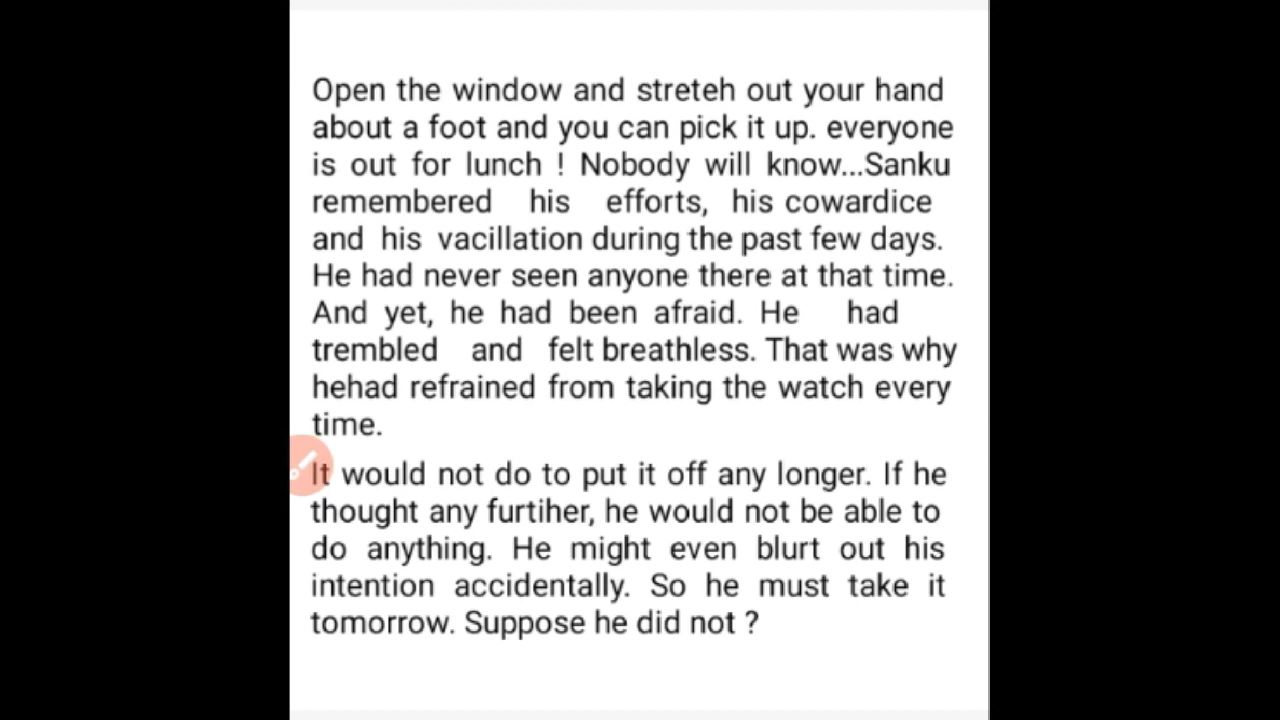 Open the window and streteh out your hand
about a foot and you can pick it up. everyone
is out for lunch ! Nobody will know...Sanku
remembered his efforts, his cowardice
and his vacillation during the past few days.
He had never seen anyone there at that time.
And yet, he had been afraid. He had
trembled and felt breathless. That was why
hehad refrained from taking the watch every
time.
It would not do to put it off any longer. If he
thought any furtiher, he would not be able to
do anything. He might even blurt out his
intention accidentally. So he must take it
tomorrow. Suppose he did not ?